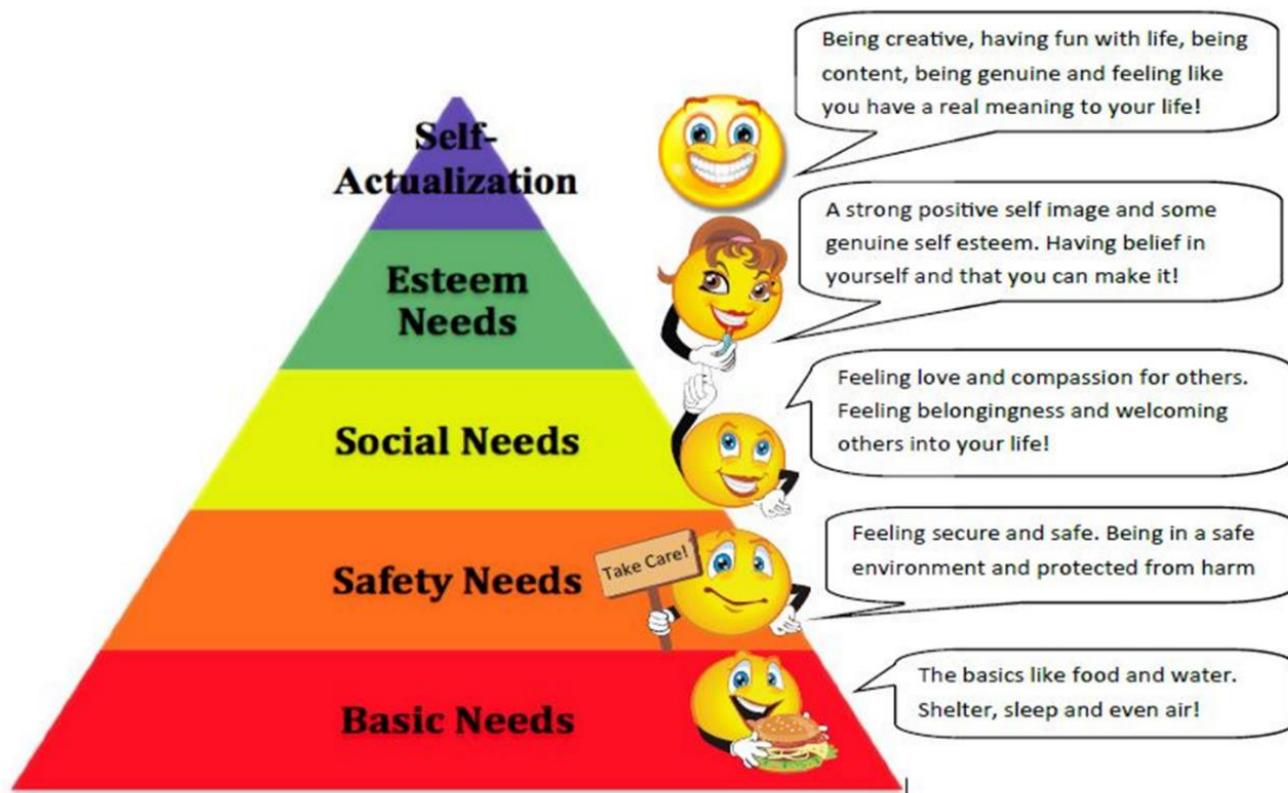 Being creative, having fun with life, being
content, being genuine and feeling like
you have a real meaning to your life!
Self-
Actualization
A strong positive self image and some
genuine self esteem. Having belief in
yourself and that you can make it!
Esteem
Needs
Feeling love and compassion for others.
Feeling belongingness and welcoming
others into your life!
Social Needs
Feeling secure and safe. Being in a safe
environment and protected from harm
Take Care!
Safety Needs
The basics like food and water.
Shelter, sleep and even air!
Basic Needs